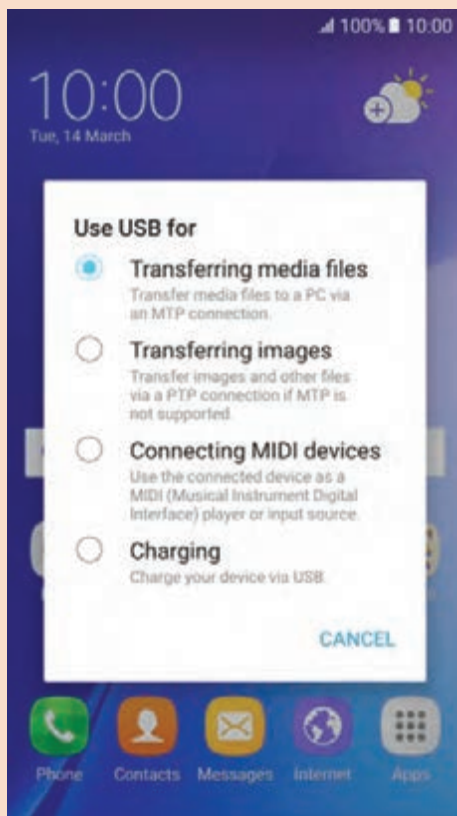 100% 10:00
10:00
Tue, 14 March
Use USB for
Transferring media files
Transfer media files to a PC via
an MTP connection.
Transferring images
Transfer images and other files
via a PTP connection if MTP is
not supported.
Connecting MIDI devices
Use the connected device as a
MIDI (Musical Instrument Digital
Interface) player or input source.
Charging
Charge your device via USB.
CANCEL
Phone Contacts Messages Internet Apps